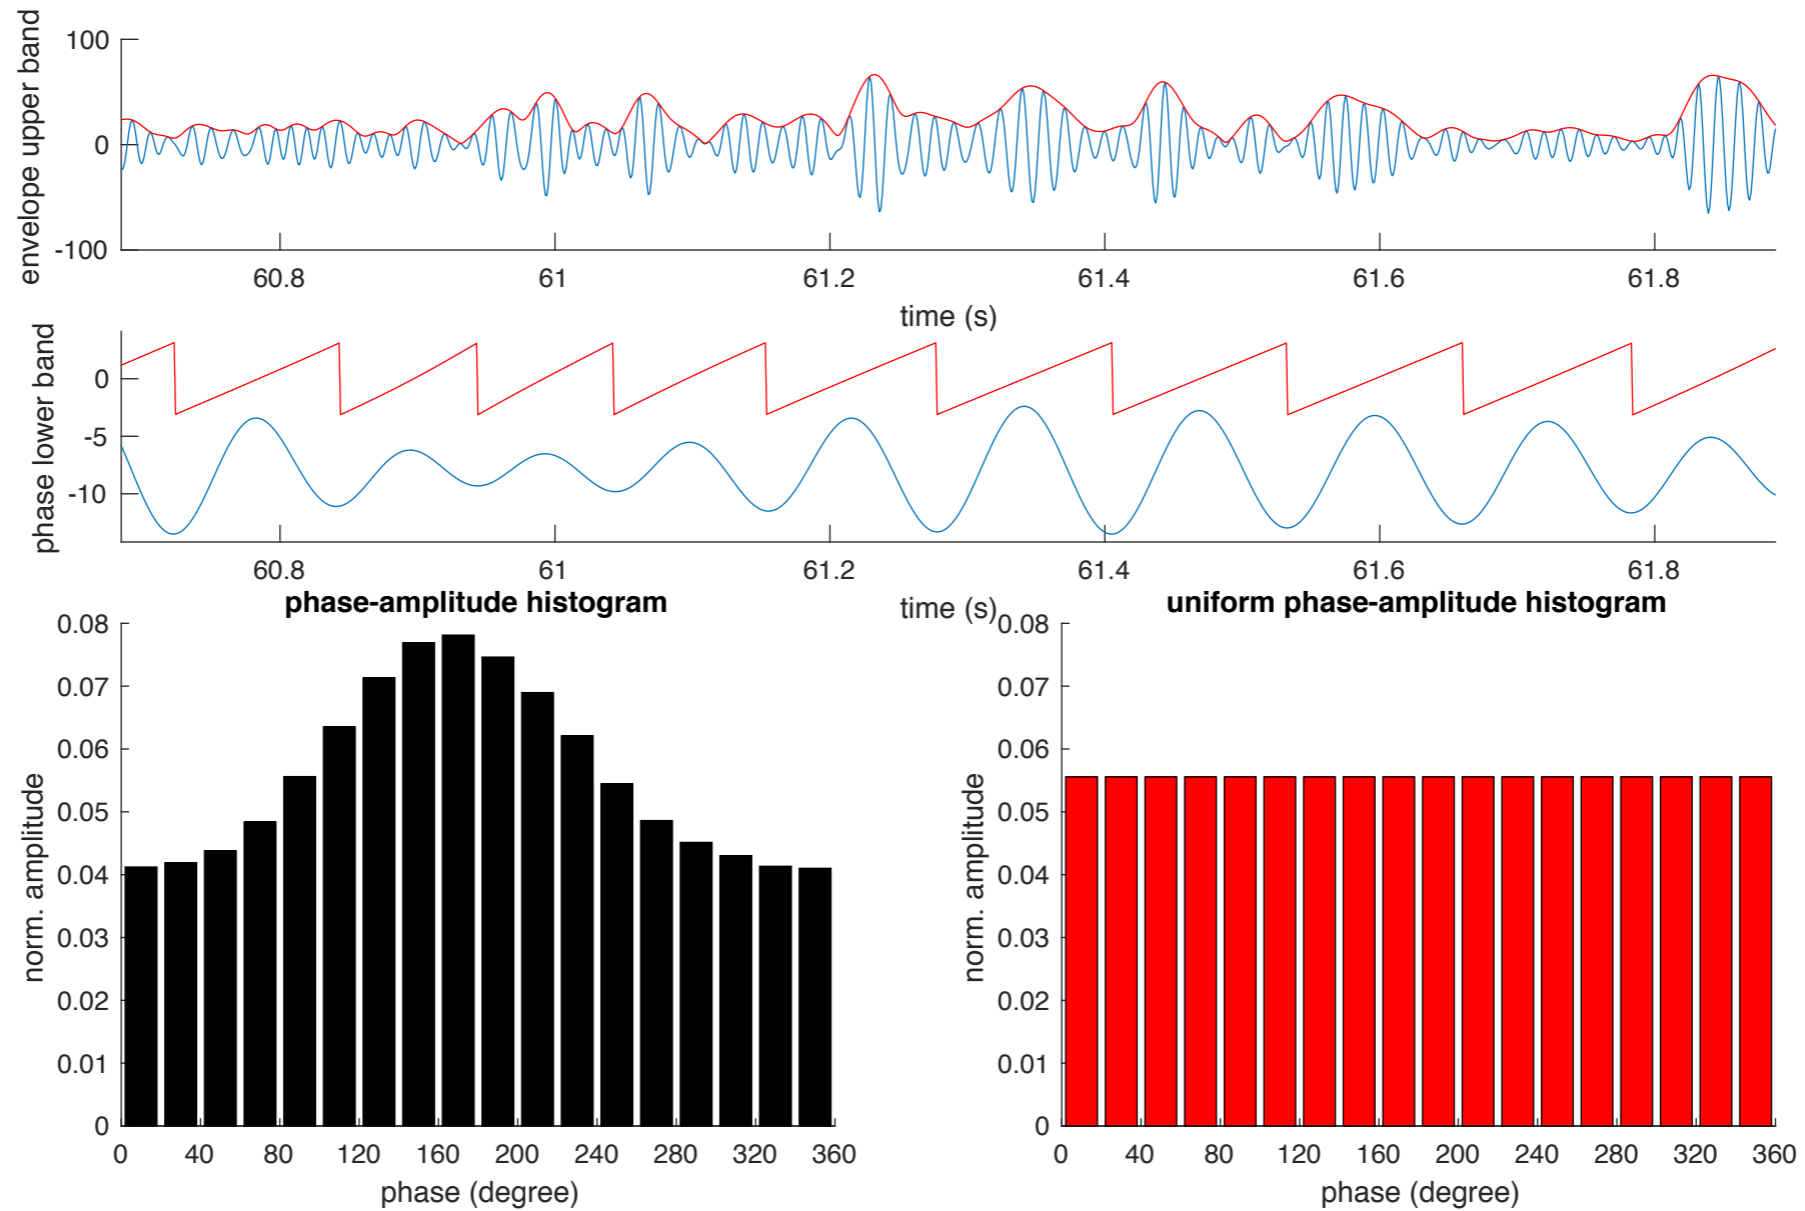 envelope upper band
100
0
-100
60.8 61 61.2 61.4 61.6 61.8
time (s)
phase lower band
0
-5
-10
60.8 61 61.2 61.4 61.6 61.8
time (s)
phase-amplitude histogram
norm. amplitude
0.08
0.07
0.06
0.05
0.04
0.03
0.02
0.01
0
0 40 80 120 160 200 240 280 320 360
phase (degree)
uniform phase-amplitude histogram
norm. amplitude
0.08
0.07
0.06
0.05
0.04
0.03
0.02
0.01
0
0 40 80 120 160 200 240 280 320 360
phase (degree)